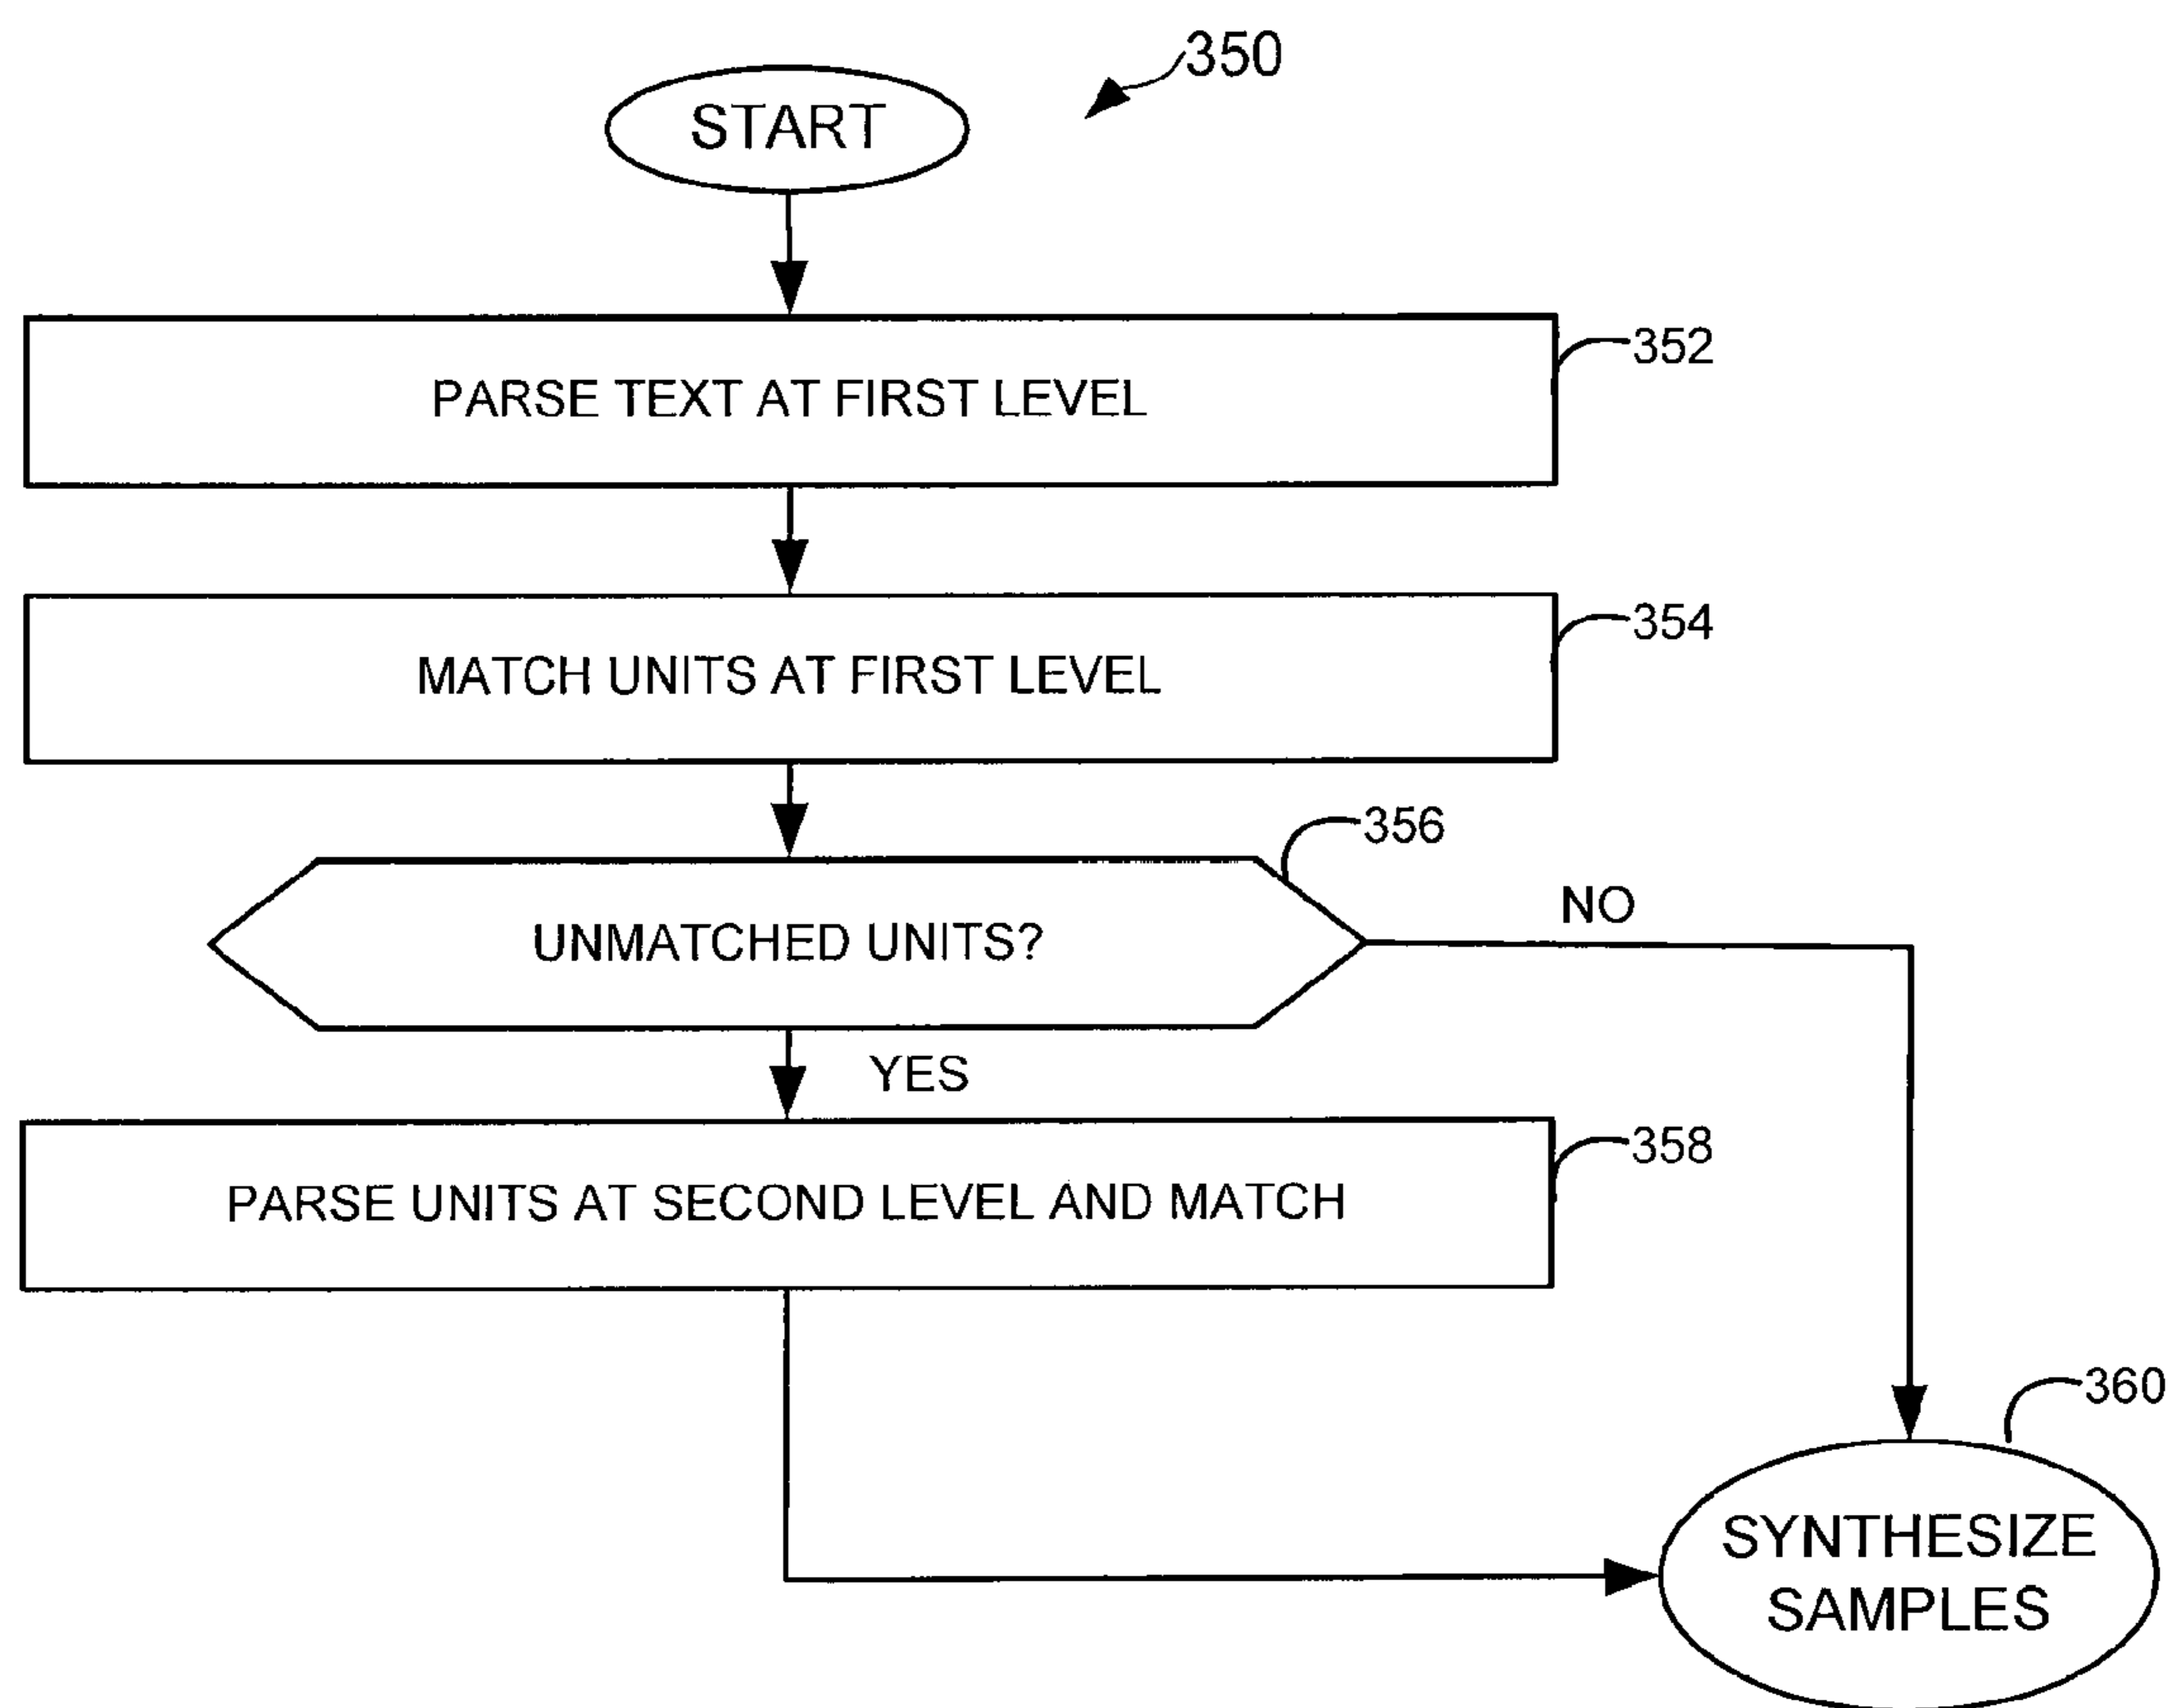 350
START
352
PARSE TEXT AT FIRST LEVEL
354
MATCH UNITS AT FIRST LEVEL
356
UNMATCHED UNITS?
NO
YES
358
PARSE UNITS AT SECOND LEVEL AND MATCH
360
SYNTHESIZE
SAMPLES